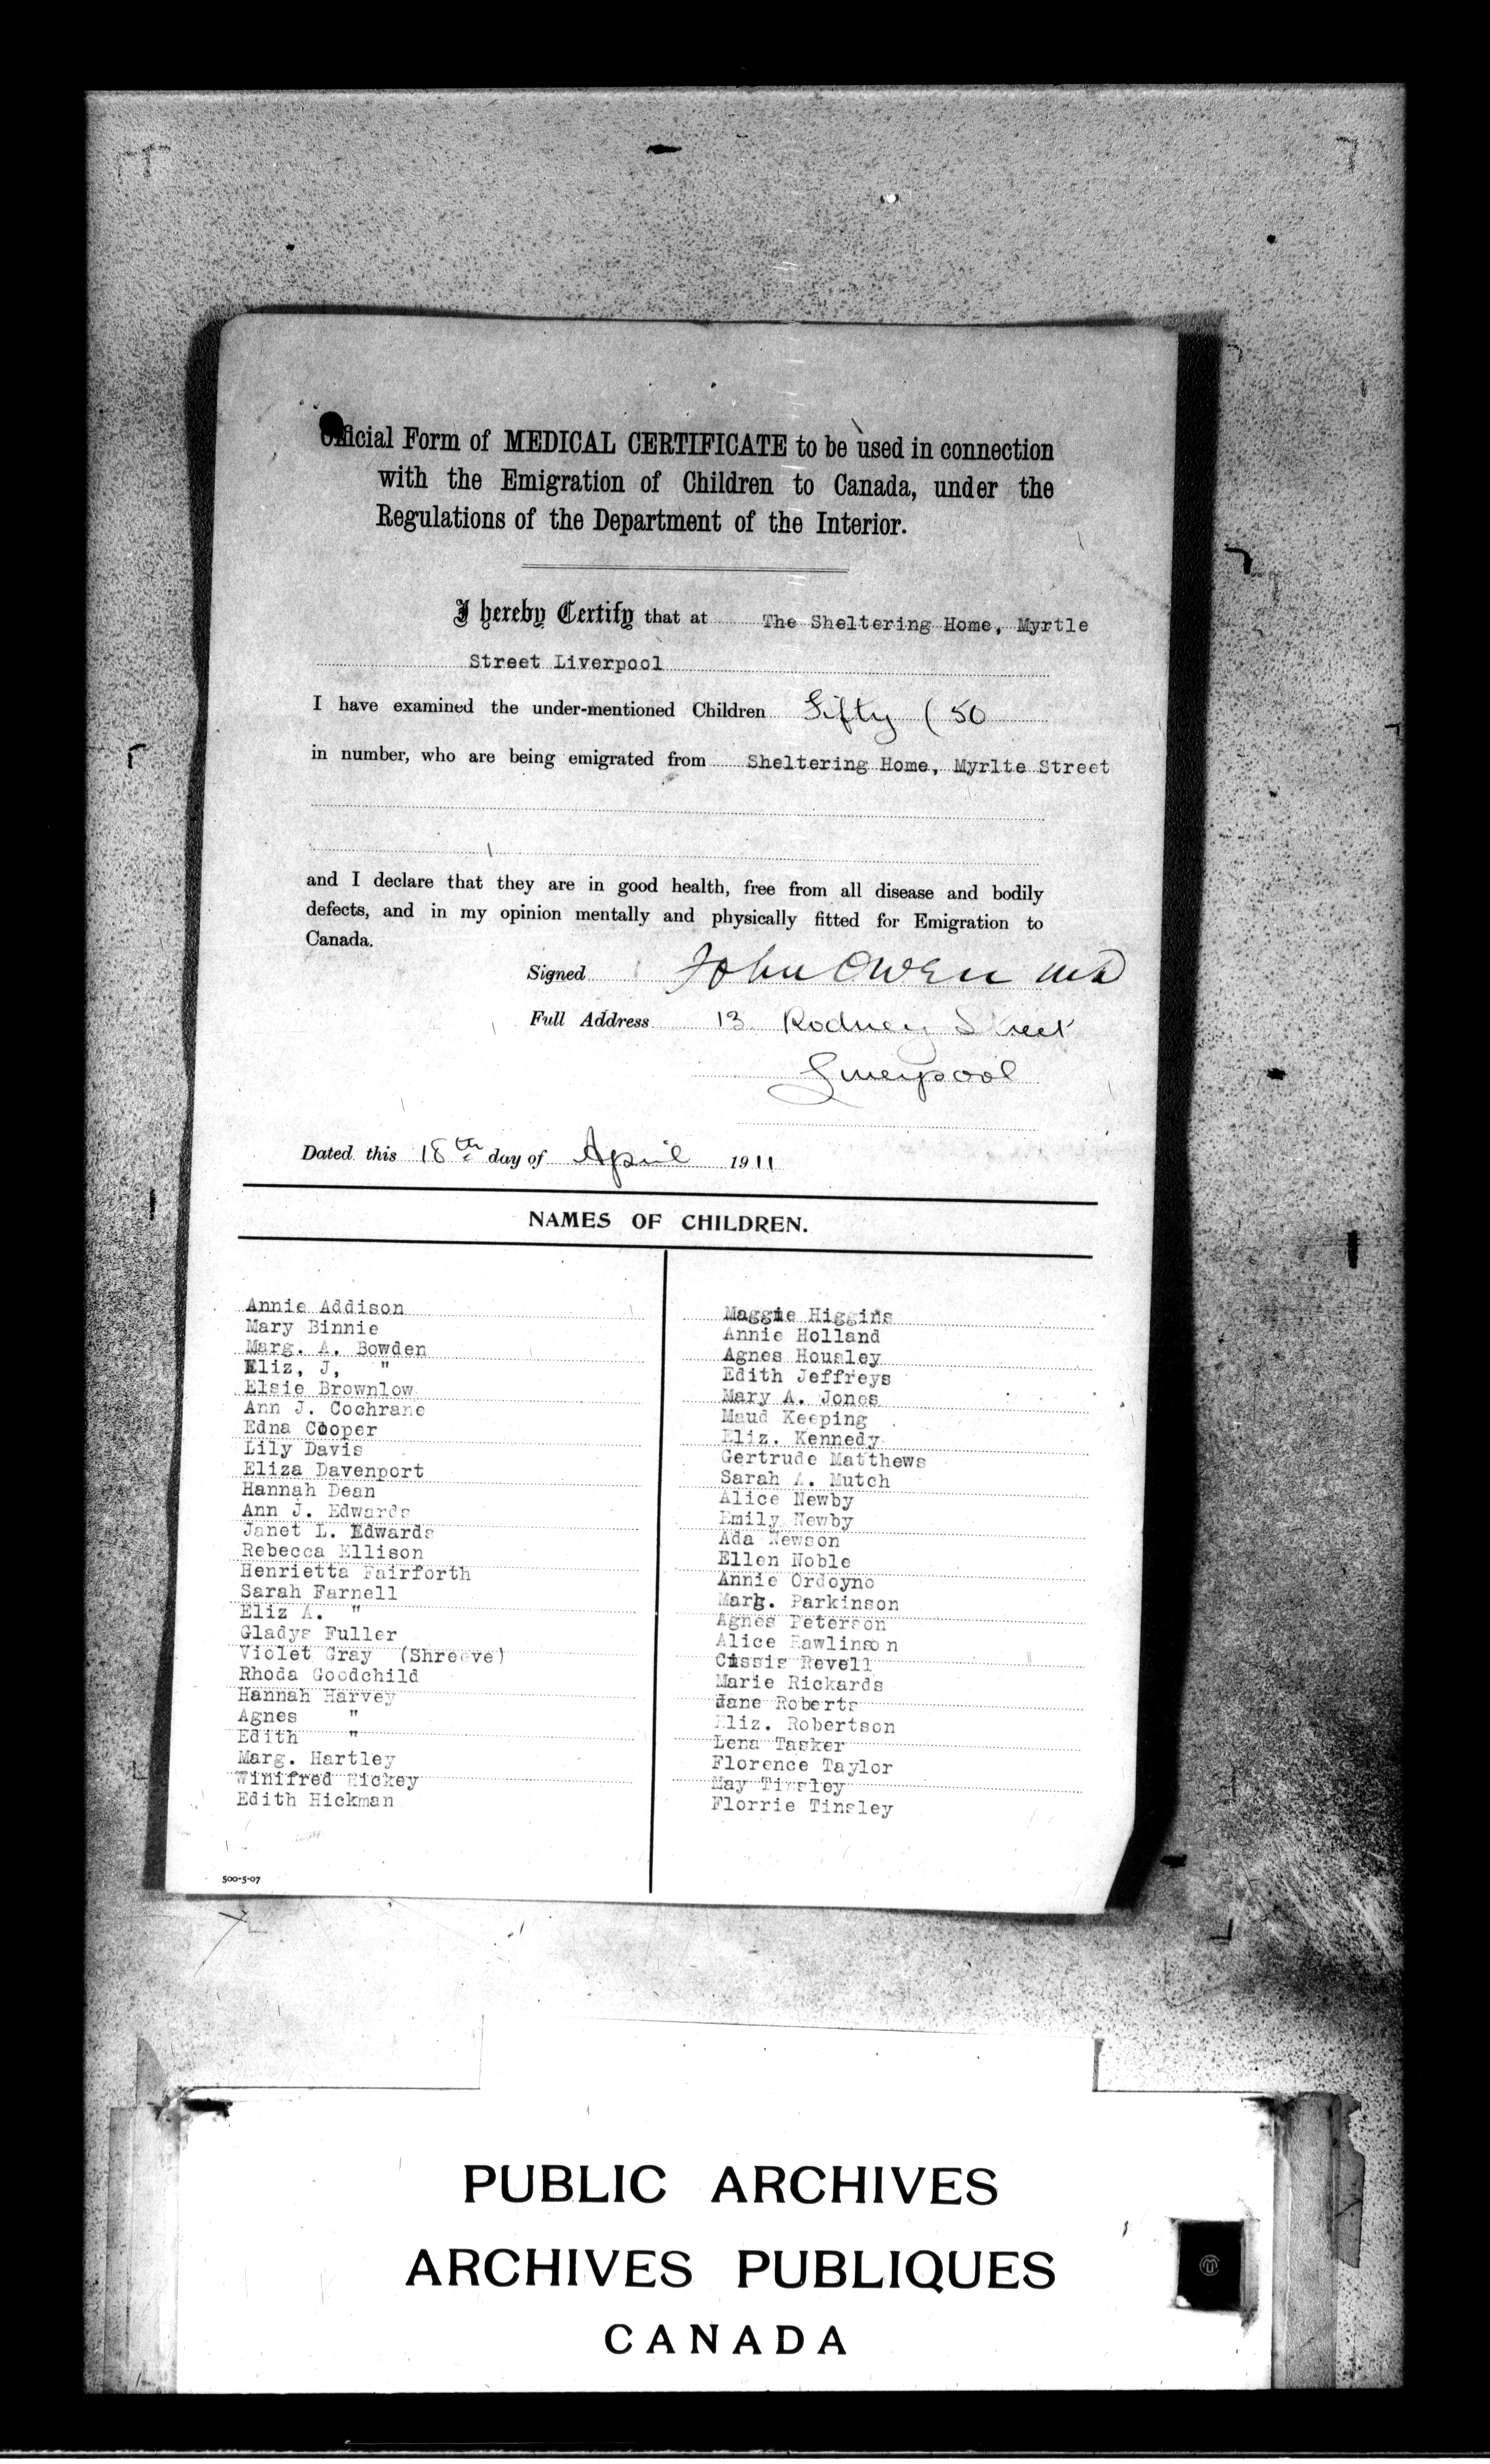 Official Form of MEDICAL CERTIFICATE to be used in connection
with the Emigration of Children to Canada, under the
Regulations of the Department of the Interior.
I hereby Certify that at The Sheltering Home, Myrtle
Street Liverpool
I have examined the under-mentioned Children Fifty ( 50
in number, who are being emigrated from Sheltering Home, Myrlte Street
and I declare that they are in good health, free from all disease and bodily
defects, and in my opinion mentally and physically fitted for Emigration to
Canada.
Signed John Owen MD
Full Address 13 Rodney Street
Liverpool
Dated this 18th day of April 1911
NAMES OF CHILDREN.
Annie Addison
Mary Binnie
Marg. A. Bowden
Eliz, J, "
Elsie Brownlow
Ann J. Cochrane
Edna Cooper
Lily Davis
Eliza Davenport
Hannah Dean
Ann J. Edwards
Janet L. Edwards
Rebecca Ellison
Henrietta Fairforth
Sarah Farnell
Eliz A. "
Gladys Fuller
Violet Gray (Shreeve)
Rhoda Goodchild
Hannah Harvey
Agnes "
Edith "
Marg. Hartley
Winifred Hickey
Edith Hickman
Maggie Higgins
Annie Holland
Agnes Housley
Edith Jeffreys
Mary A. Jones
Maud Keeping
Eliz. Kennedy
Gertrude Matthews
Sarah A. Mutch
Alice Newby
Emily Newby
Ada Newson
Ellen Noble
Annie Ordoyno
Marg. Parkinson
Agnes Peterson
Alice Rawlinson
Cissie Revell
Marie Rickards
Jane Roberts
Eliz. Robertson
Lena Tasker
Florence Taylor
May Tinsley
Florrie Tinsley
500-5-07
PUBLIC ARCHIVES
ARCHIVES PUBLIQUES
CANADA